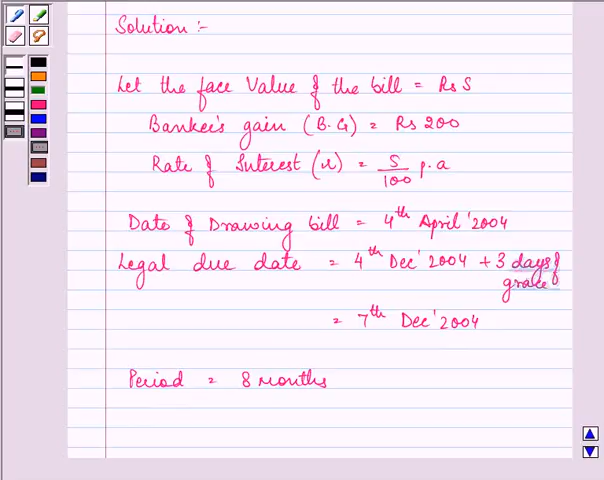 Solution :-
Let the face Value of the bill = Rs S
Banker's gain (B.G) = Rs 200
Rate of Interest (r) = 5/100 p.a
Date of Drawing bill = 4th April '2004
Legal due date = 4th Dec' 2004 + 3 days of
grace
= 7th Dec' 2004
Period = 8 months